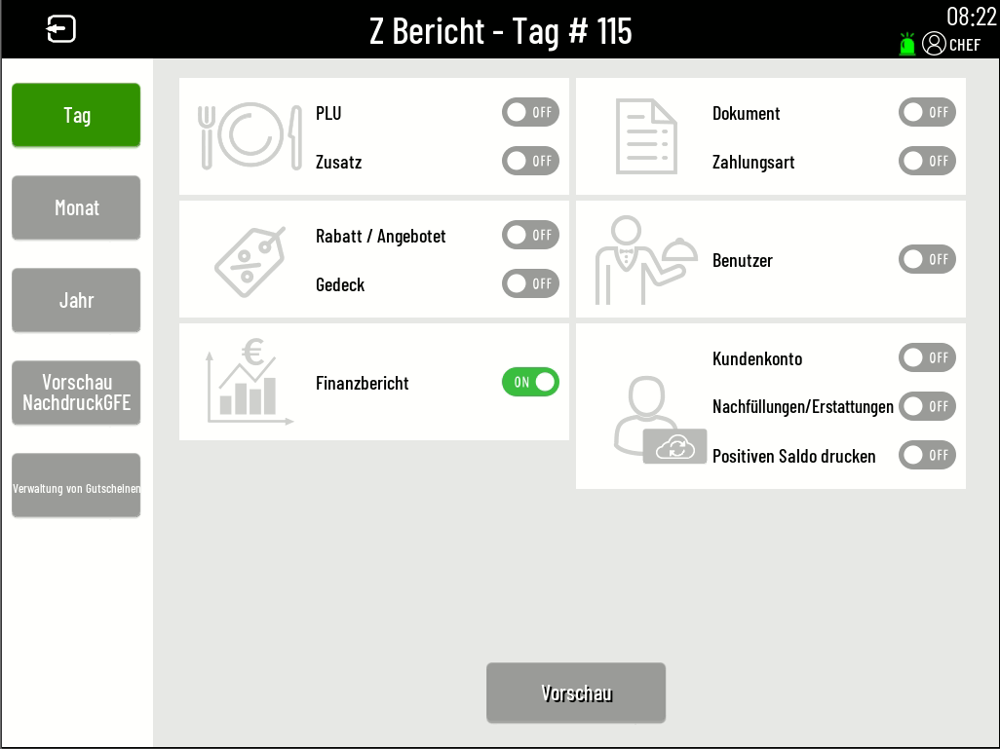 Z Bericht - Tag # 115
08:22
CHEF
Tag
Monat
Jahr
Vorschau
NachdruckGFE
Verwaltung von Gutscheinen
PLU
OFF
Zusatz
OFF
Dokument
OFF
Zahlungsart
OFF
Rabatt / Angebotet
OFF
Gedeck
OFF
Benutzer
OFF
€
Finanzbericht
ON
Kundenkonto
OFF
Nachfüllungen/Erstattungen
OFF
Positiven Saldo drucken
OFF
Vorschau